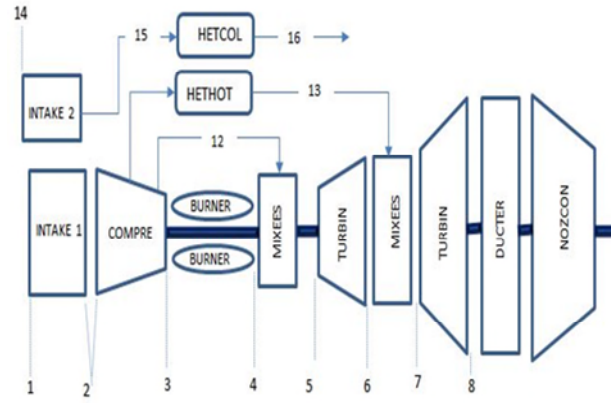 14
15
HETCOL
16
INTAKE 2
HETHOT
13
12
INTAKE 1
COMPRE
BURNER
BURNER
MIXEES
TURBIN
MIXEES
TURBIN
DUCTER
NOZCON
1
2
3
4
5
6
7
8